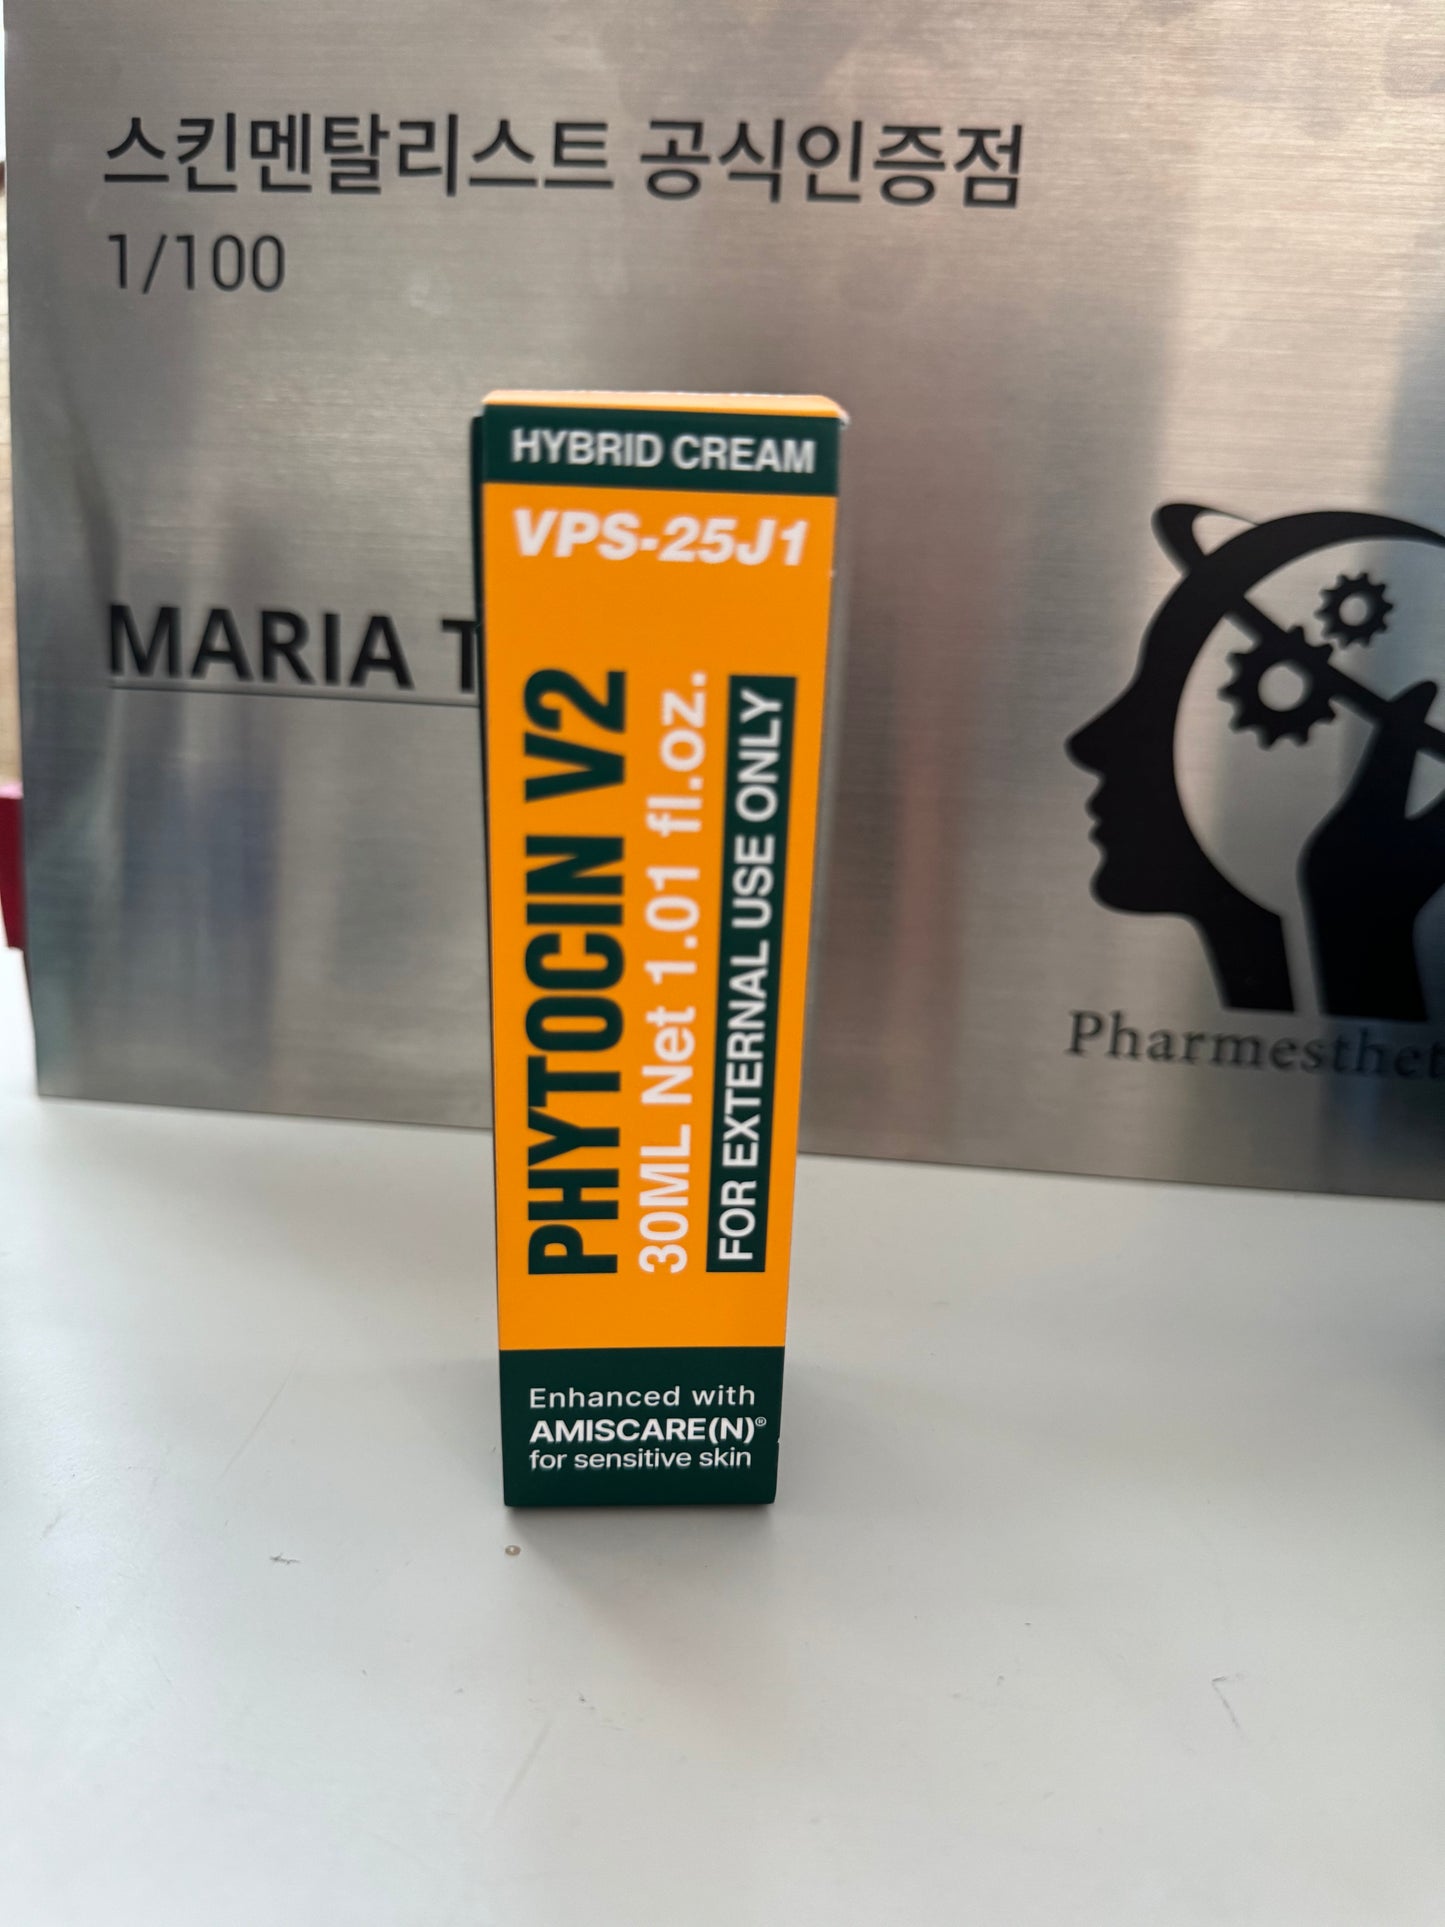 스킨멘탈리스트 공식인증점
1/100
MARIA
HYBRID CREAM
VPS-25J1
PHYTOCIN V2
30ML Net 1.01 fl.oz.
FOR EXTERNAL USE ONLY
Enhanced with
AMISCARE(N)®
for sensitive skin